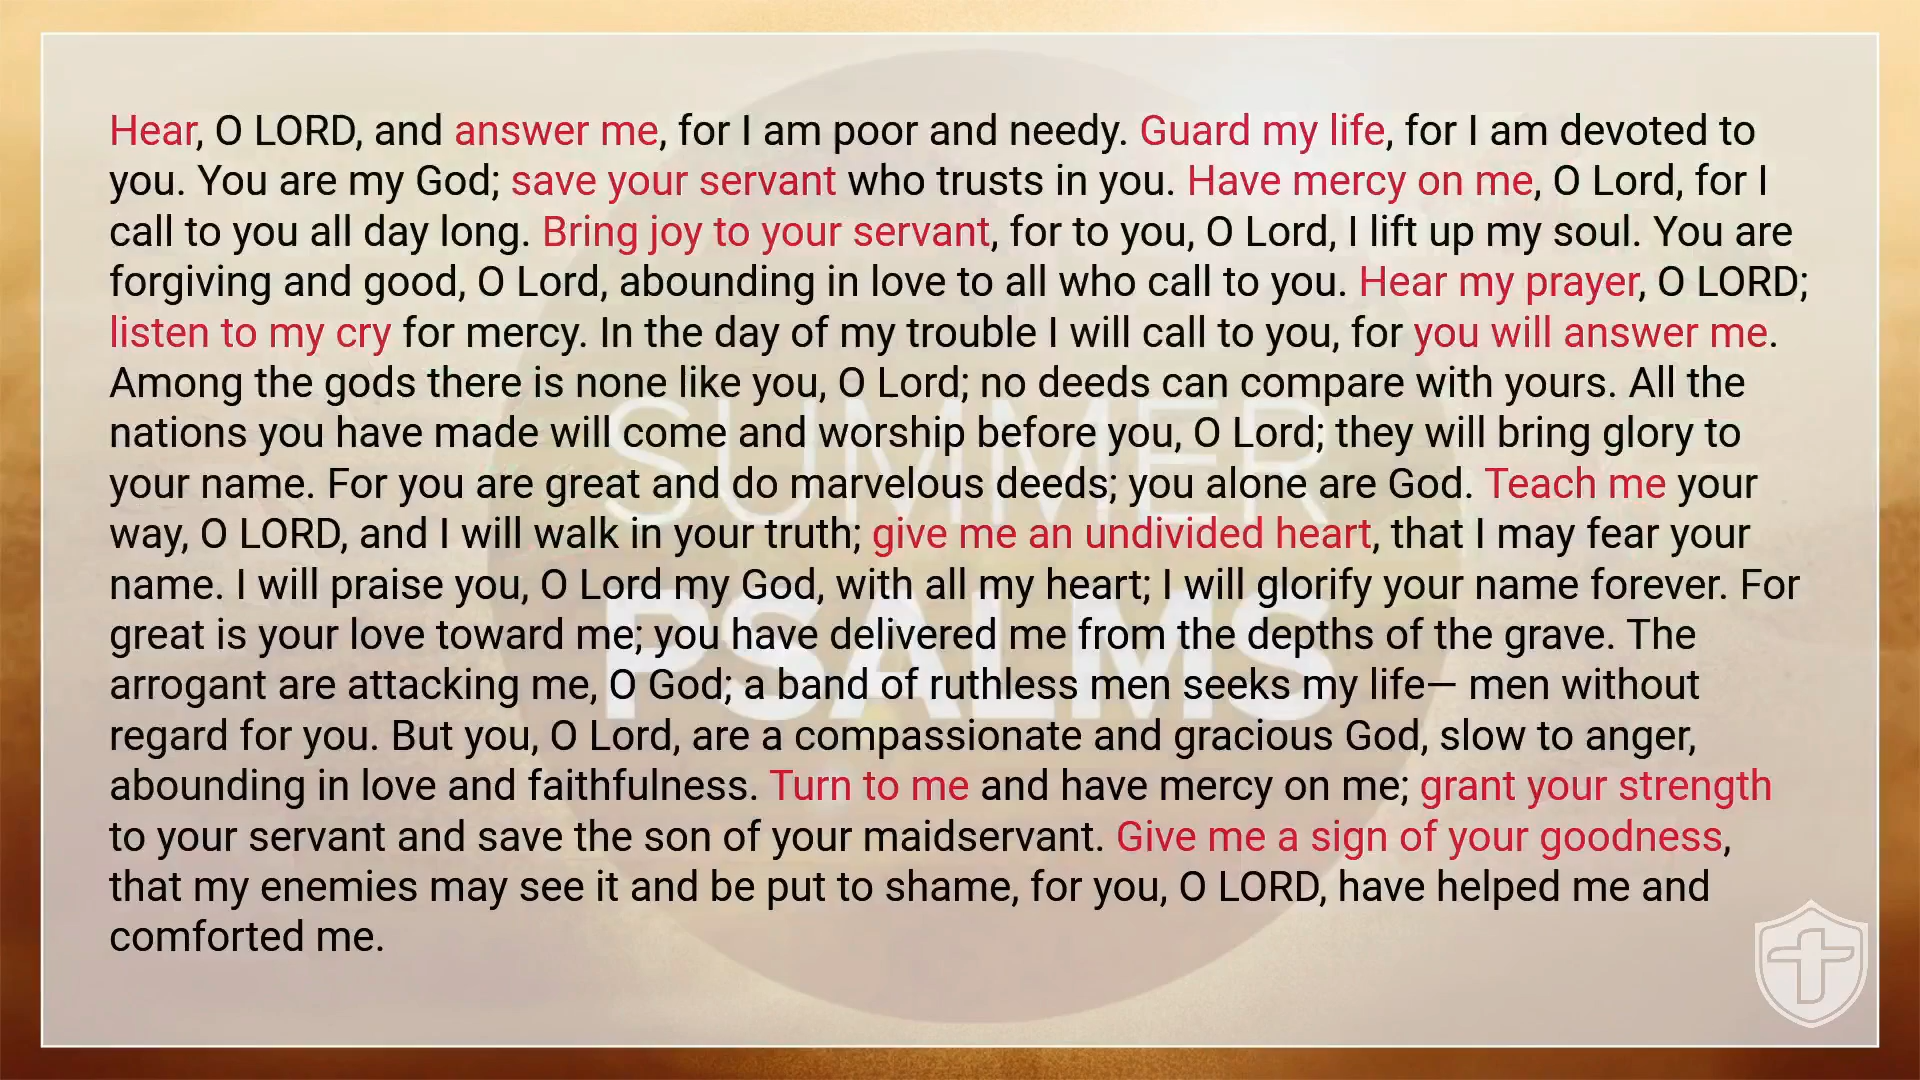 Hear, O LORD, and answer me, for I am poor and needy. Guard my life, for I am devoted to
you. You are my God; save your servant who trusts in you. Have mercy on me, O Lord, for I
call to you all day long. Bring joy to your servant, for to you, O Lord, I lift up my soul. You are
forgiving and good, O Lord, abounding in love to all who call to you. Hear my prayer, O LORD;
listen to my cry for mercy. In the day of my trouble I will call to you, for you will answer me.
Among the gods there is none like you, O Lord; no deeds can compare with yours. All the
nations you have made will come and worship before you, O Lord; they will bring glory to
your name. For you are great and do marvelous deeds; you alone are God. Teach me your
way, O LORD, and I will walk in your truth; give me an undivided heart, that I may fear your
name. I will praise you, O Lord my God, with all my heart; I will glorify your name forever. For
great is your love toward me; you have delivered me from the depths of the grave. The
arrogant are attacking me, O God; a band of ruthless men seeks my life— men without
regard for you. But you, O Lord, are a compassionate and gracious God, slow to anger,
abounding in love and faithfulness. Turn to me and have mercy on me; grant your strength
to your servant and save the son of your maidservant. Give me a sign of your goodness,
that my enemies may see it and be put to shame, for you, O LORD, have helped me and
comforted me.
SUMMER
PSALMS